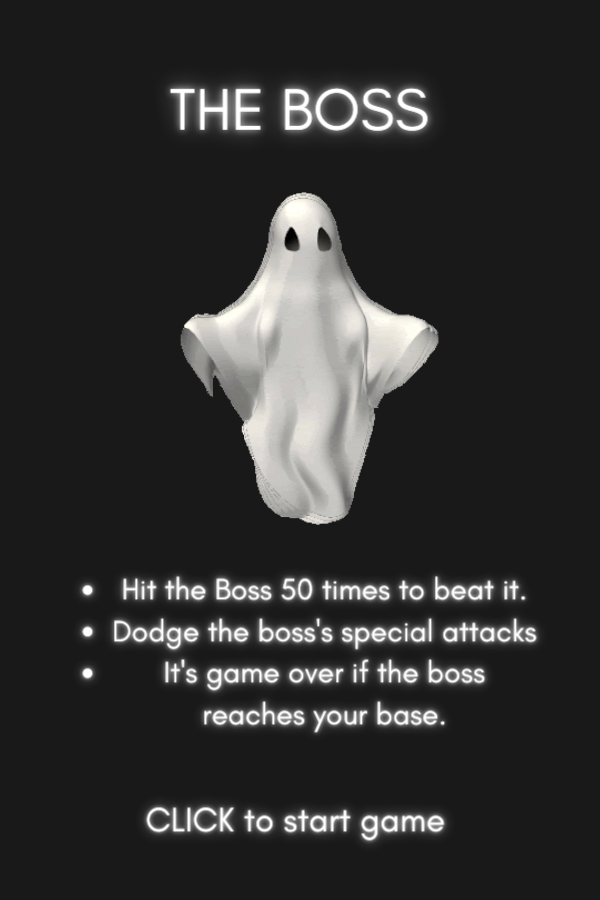 THE BOSS
• Hit the Boss 50 times to beat it.
• Dodge the boss's special attacks
• It's game over if the boss
reaches your base.
CLICK to start game